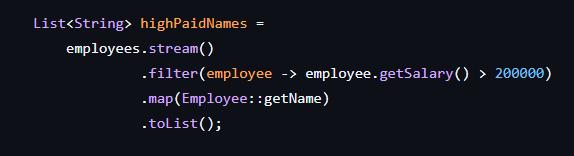 List<String> highPaidNames =
employees.stream()
.filter(employee -> employee.getSalary() > 200000)
.map(Employee::getName)
.toList();